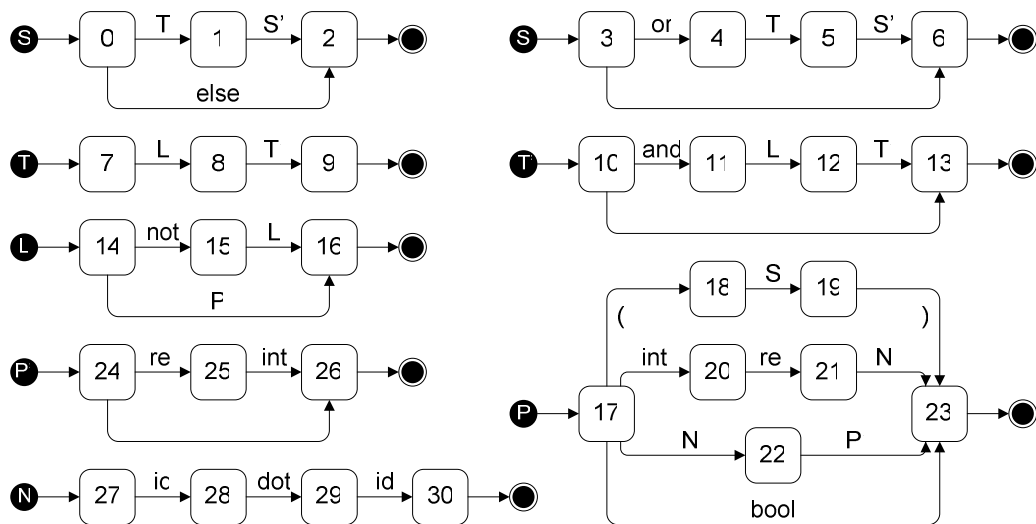 T S' or T S'
S 0 1 2 S 3 4 5 6
else
L T and L T
T 7 8 9 T 10 11 12 13
not L
L 14 15 16
S
18 19
P ( )
re int int re N
P 24 25 26 20 21
P 17 23
N P
22
ic dot id
N 27 28 29 30
bool